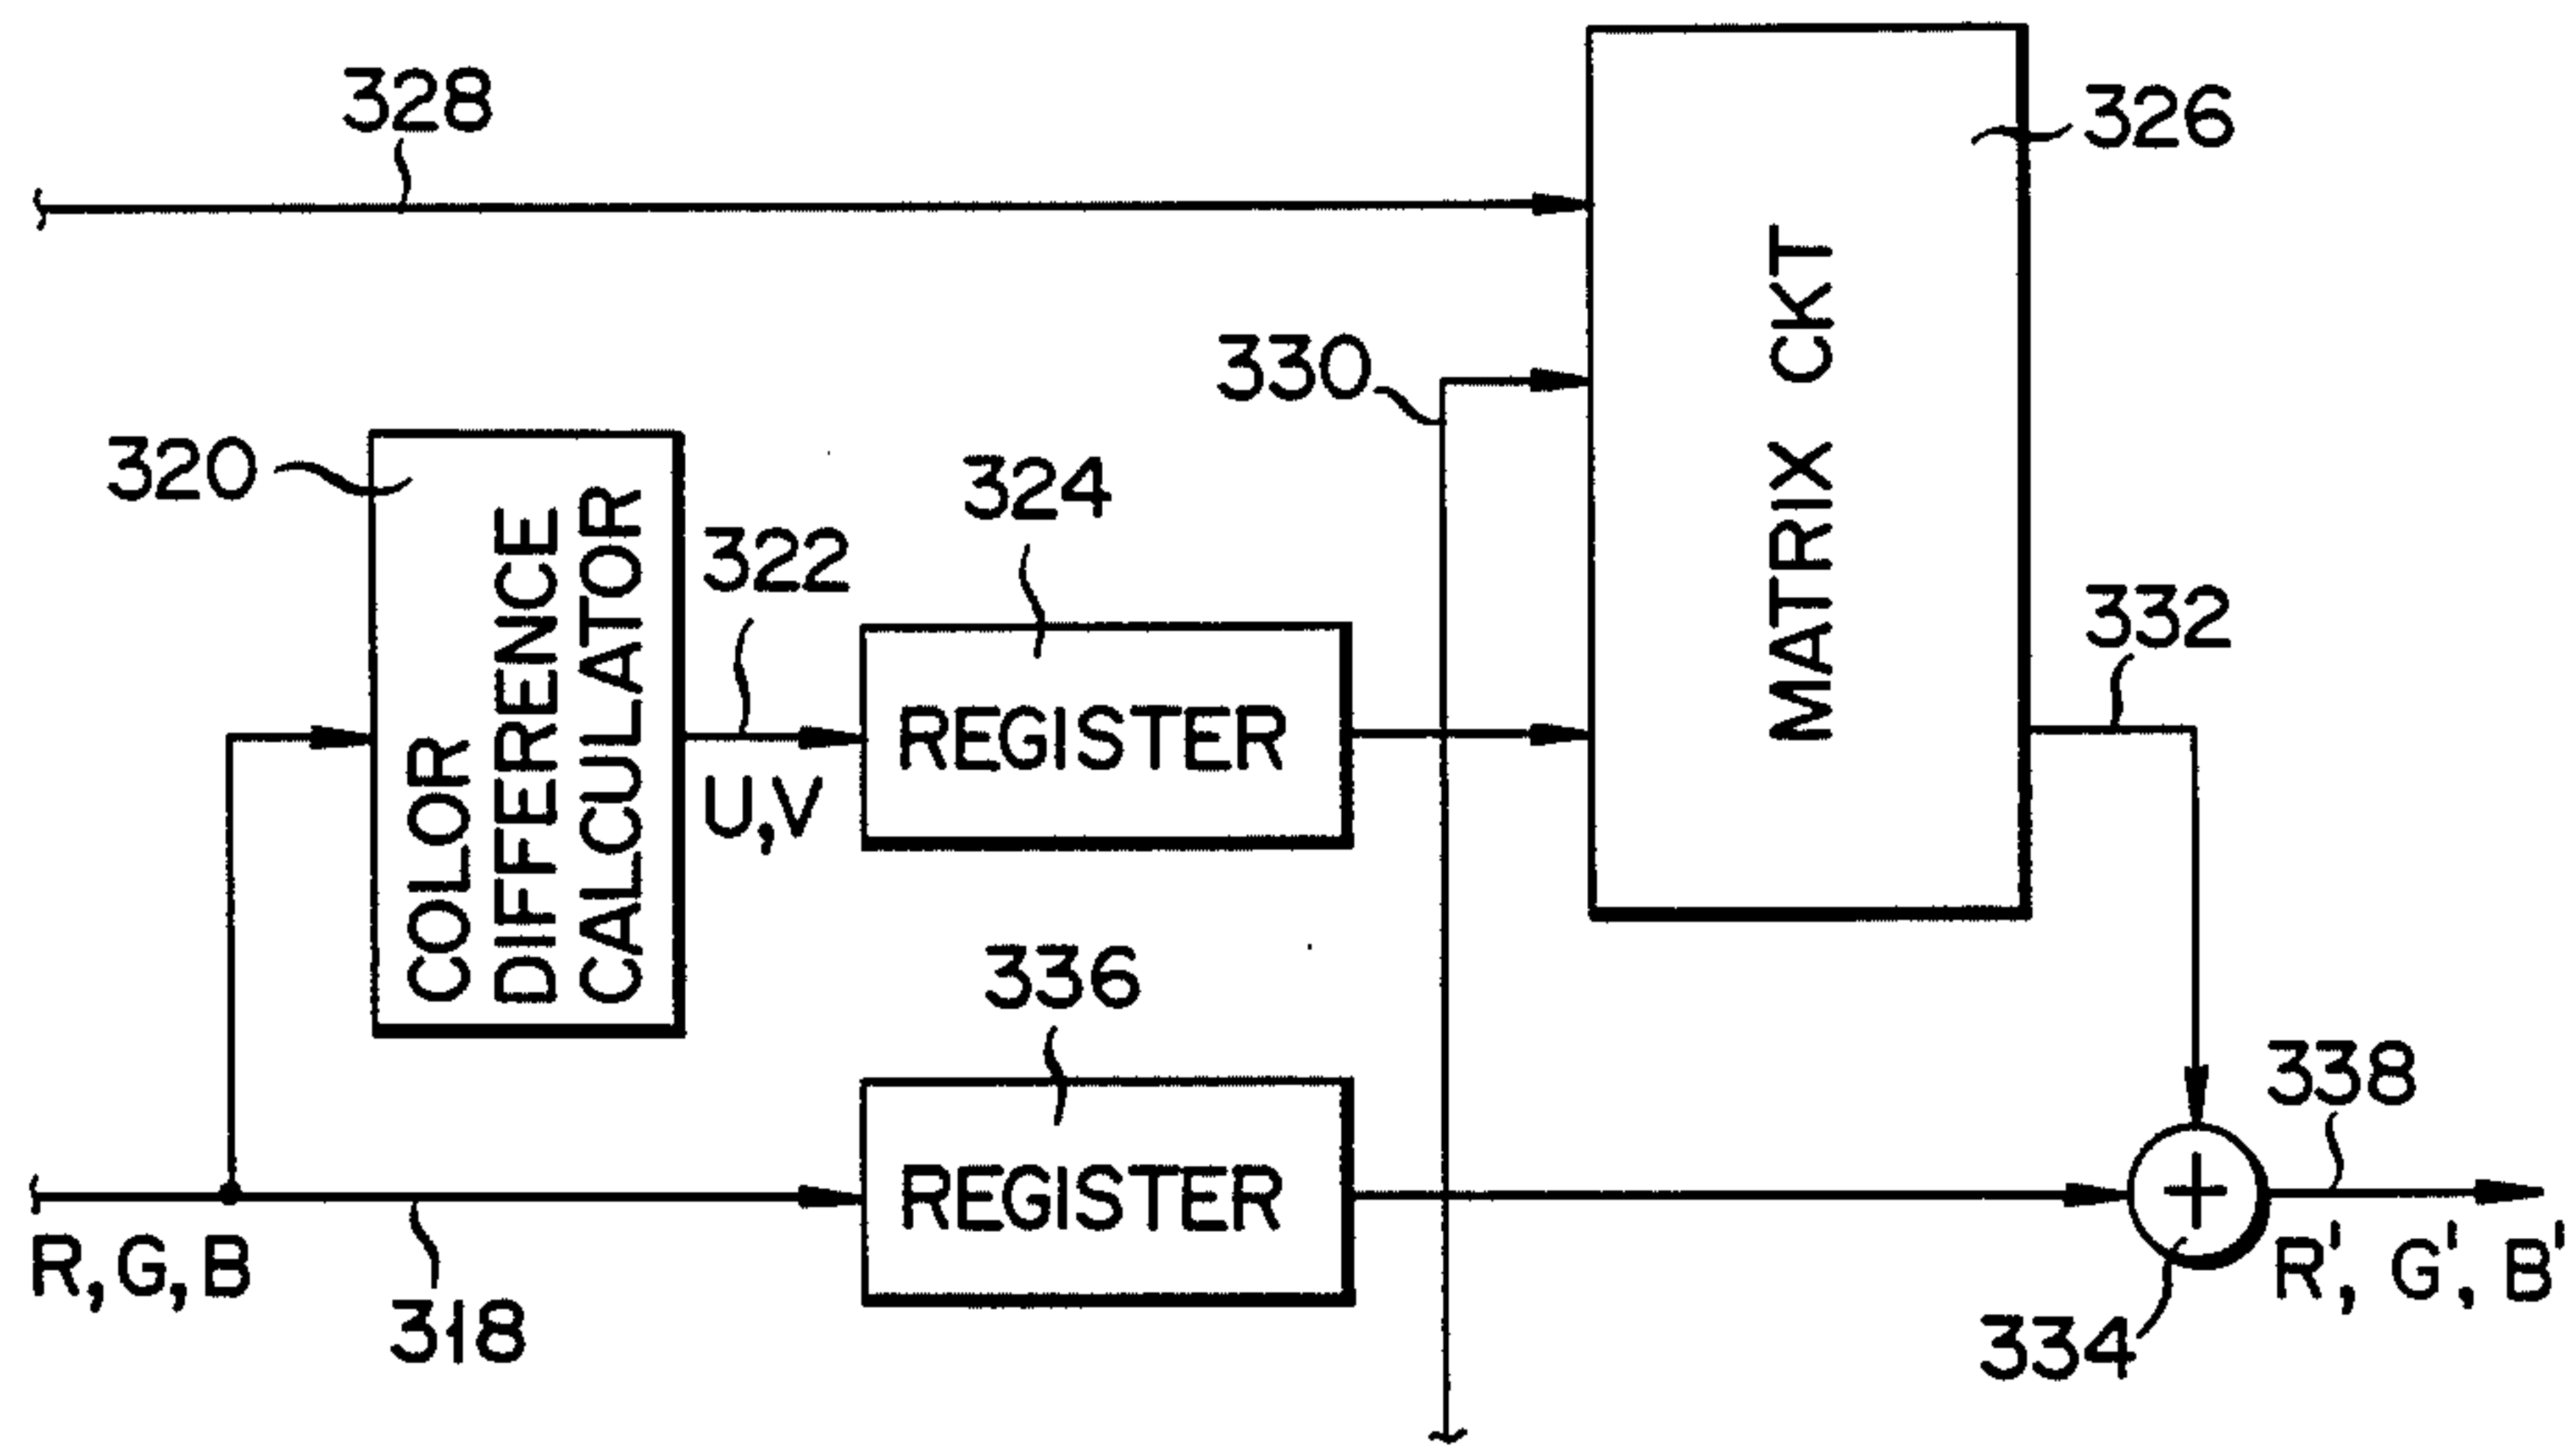 328
326
MATRIX CKT
330
320
COLOR
DIFFERENCE
CALCULATOR
322
U,V
324
REGISTER
332
336
REGISTER
338
R, G, B
318
334
R', G', B'